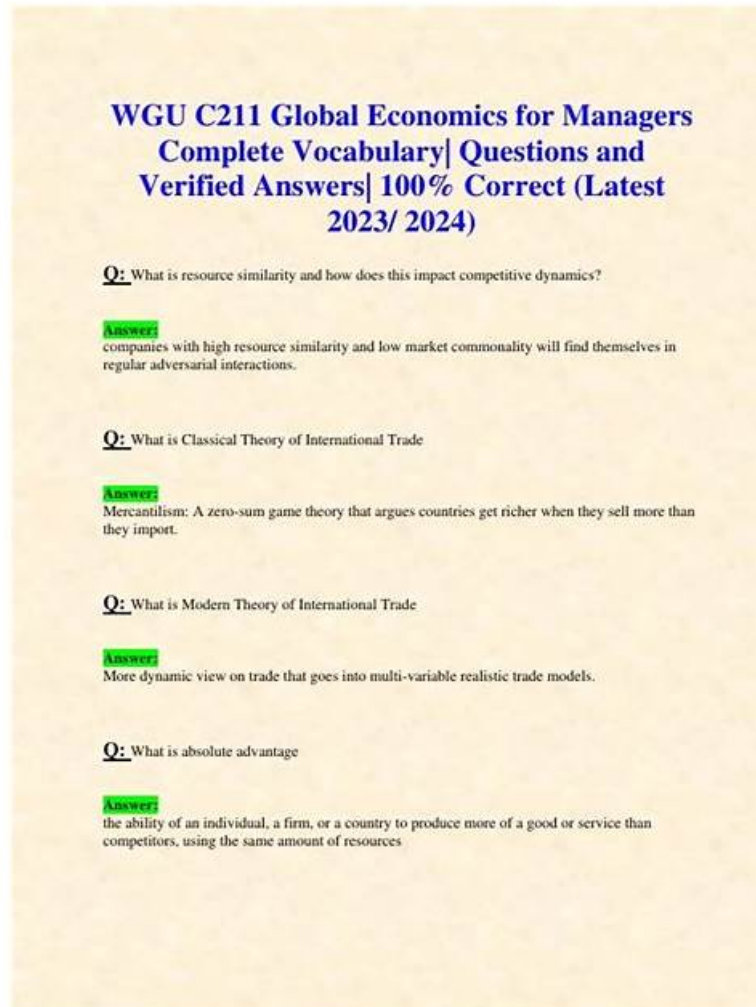 WGU C211 Global Economics for Managers
Complete Vocabulary| Questions and
Verified Answers| 100% Correct (Latest
2023/ 2024)
Q: What is resource similarity and how does this impact competitive dynamics?
Answer:
companies with high resource similarity and low market commonality will find themselves in
regular adversarial interactions.
Q: What is Classical Theory of International Trade
Answer:
Mercantilism: A zero-sum game theory that argues countries get richer when they sell more than
they import.
Q: What is Modern Theory of International Trade
Answer:
More dynamic view on trade that goes into multi-variable realistic trade models.
Q: What is absolute advantage
Answer:
the ability of an individual, a firm, or a country to produce more of a good or service than
competitors, using the same amount of resources